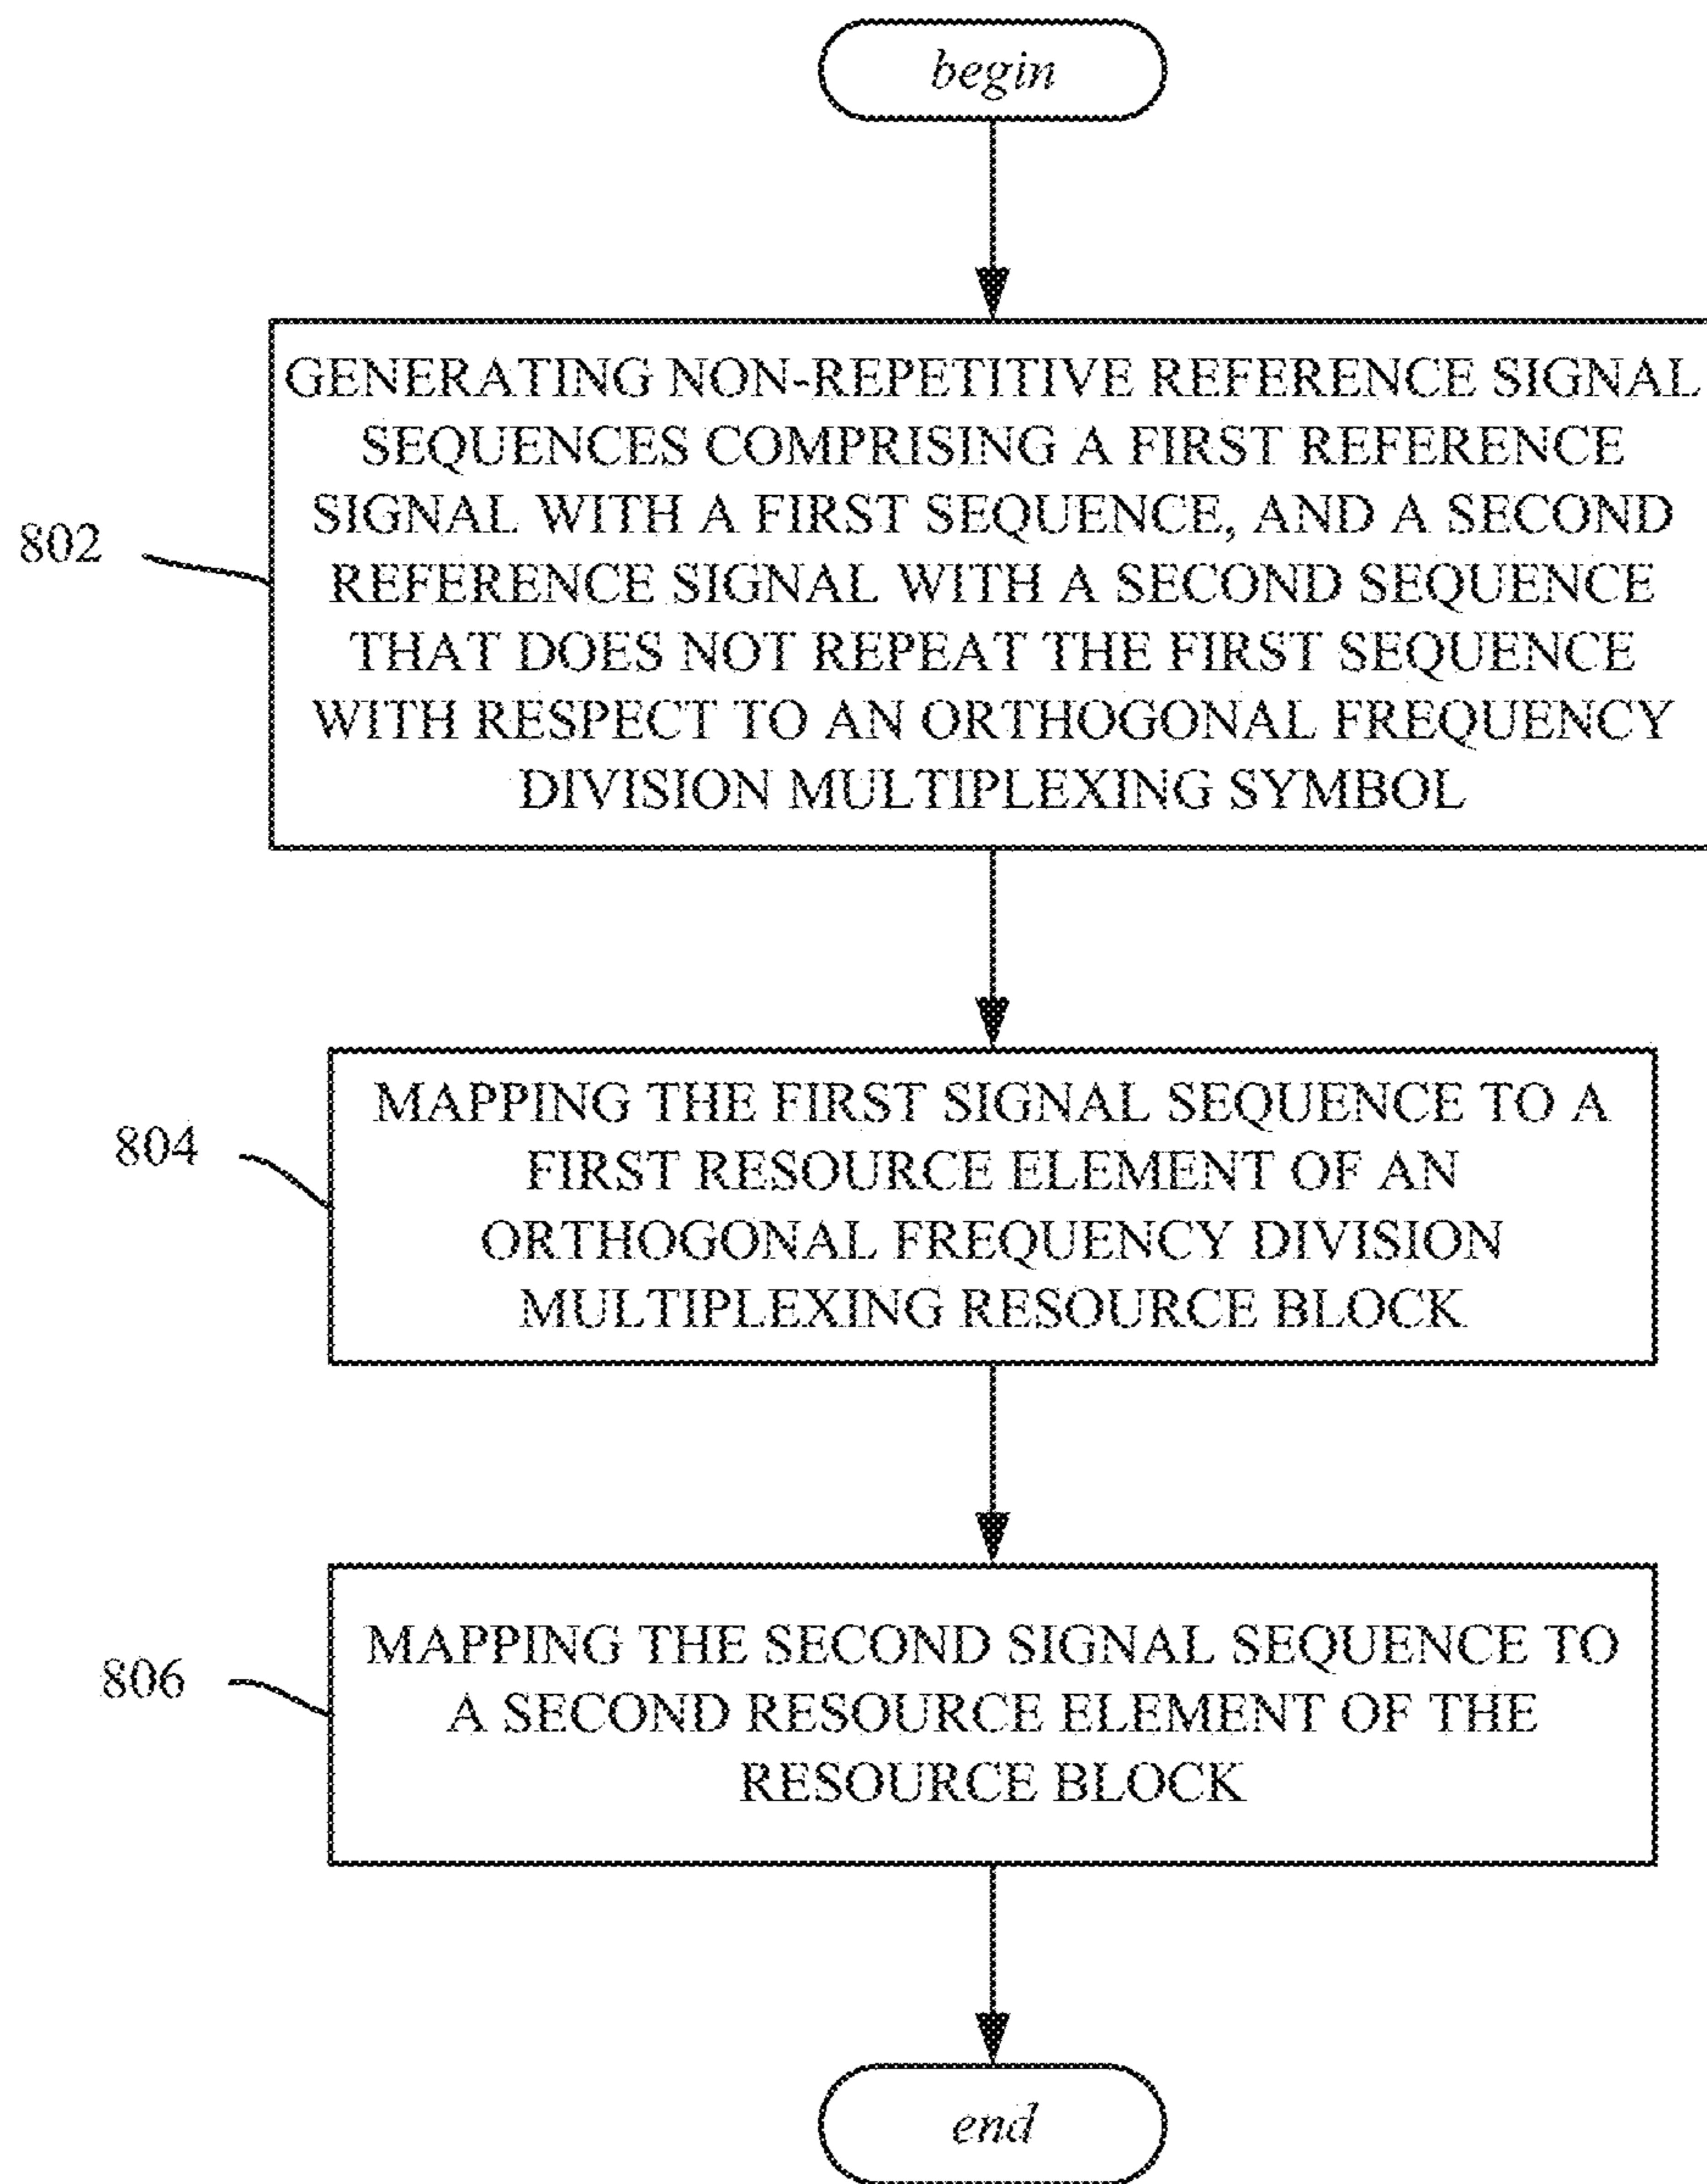 begin
GENERATING NON-REPETITIVE REFERENCE SIGNAL
SEQUENCES COMPRISING A FIRST REFERENCE
SIGNAL WITH A FIRST SEQUENCE, AND A SECOND
REFERENCE SIGNAL WITH A SECOND SEQUENCE
THAT DOES NOT REPEAT THE FIRST SEQUENCE
WITH RESPECT TO AN ORTHOGONAL FREQUENCY
DIVISION MULTIPLEXING SYMBOL
802
MAPPING THE FIRST SIGNAL SEQUENCE TO A
FIRST RESOURCE ELEMENT OF AN
ORTHOGONAL FREQUENCY DIVISION
MULTIPLEXING RESOURCE BLOCK
804
MAPPING THE SECOND SIGNAL SEQUENCE TO
A SECOND RESOURCE ELEMENT OF THE
RESOURCE BLOCK
806
end